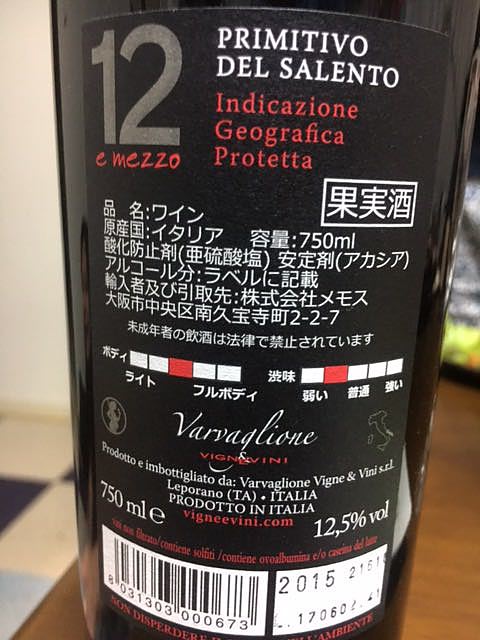 12
e mezzo
PRIMITIVO
DEL SALENTO
Indicazione
Geografica
Protetta
果実酒
品 名:ワイン
原産国:イタリア 容量:750ml
酸化防止剤(亜硫酸塩) 安定剤(アカシア)
アルコール分:ラベルに記載
輸入者及び引取先:株式会社メモス
大阪市中央区南久宝寺町2-2-7
未成年者の飲酒は法律で禁止されています
ボディ
ライト フルボディ
渋味
弱い 普通 強い
Varvaglione
&
VIGNE VINI
Prodotto e imbottigliato da: Varvaglione Vigne & Vini s.r.l.
Leporano (TA) • ITALIA
PRODOTTO IN ITALIA
vigneevini.com
750 ml e
12,5% vol
vini non filtrato/contiene solfiti /contiene ovoalbumina e/o caseina del latte
8 031303 000673
2015
L.170602.41
NON DISPERDERE NELL'AMBIENTE